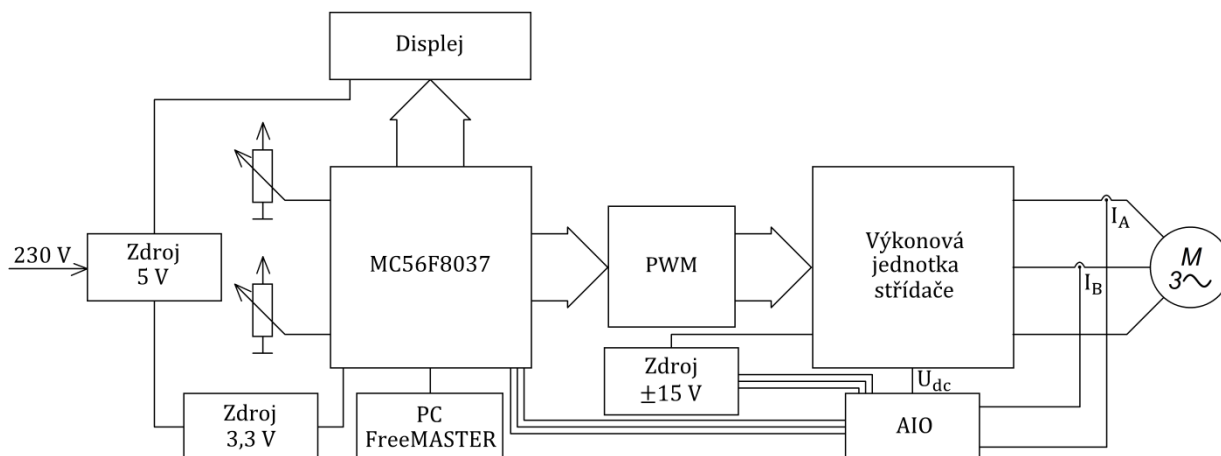 Displej
230 V
Zdroj
5 V
MC56F8037
PWM
Výkonová
jednotka
střídače
I_A
I_B
M
3~
Zdroj
±15 V
U_dc
Zdroj
3,3 V
PC
FreeMASTER
AIO